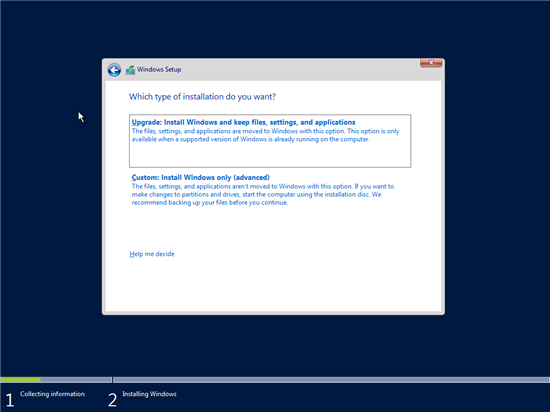 Windows Setup
Which type of installation do you want?
Upgrade: Install Windows and keep files, settings, and applications
The files, settings, and applications are moved to Windows with this option. This option is only
available when a supported version of Windows is already running on the computer.
Custom: Install Windows only (advanced)
The files, settings, and applications aren't moved to Windows with this option. If you want to
make changes to partitions and drives, start the computer using the installation disc. We
recommend backing up your files before you continue.
Help me decide
1 Collecting information
2 Installing Windows